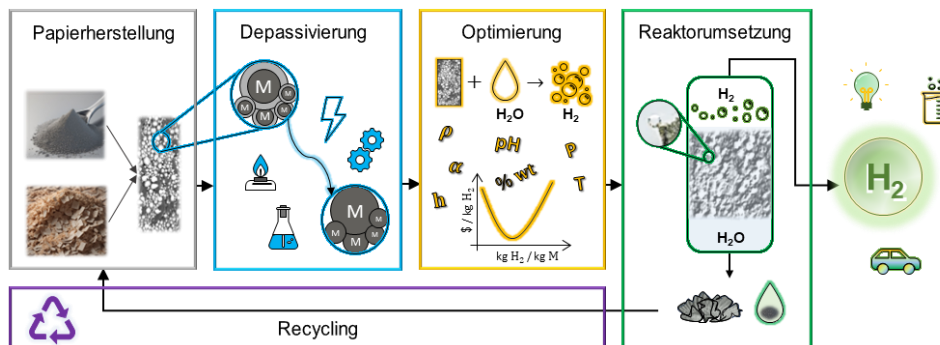 Papierherstellung
Depassivierung
M
M
M
M
M
M
M
M
M
Optimierung
+
→
H₂O
H₂
ρ
pH
P
α
% wt
T
h
$ / kg H₂
kg H₂ / kg M
Reaktorumsetzung
H₂
H₂O
H₂
Recycling